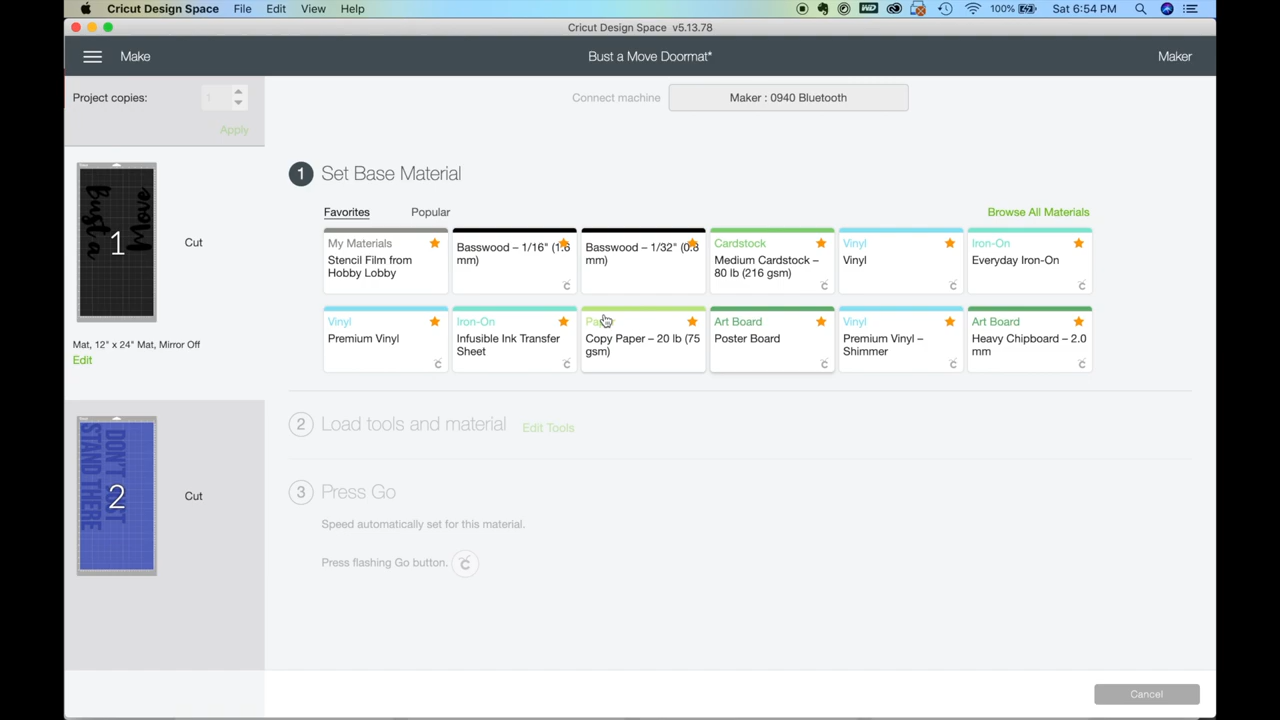 Cricut Design Space File Edit View Help
100% Sat 6:54 PM
Cricut Design Space v5.13.78
Make
Bust a Move Doormat*
Maker
Project copies:
1
Apply
Connect machine
Maker : 0940 Bluetooth
1
Set Base Material
Favorites
Popular
Browse All Materials
My Materials
Stencil Film from
Hobby Lobby
Basswood – 1/16" (1.6
mm)
Basswood – 1/32" (0.8
mm)
Cardstock
Medium Cardstock –
80 lb (216 gsm)
Vinyl
Vinyl
Iron-On
Everyday Iron-On
Vinyl
Premium Vinyl
Iron-On
Infusible Ink Transfer
Sheet
Copy Paper – 20 lb (75
gsm)
Art Board
Poster Board
Vinyl
Premium Vinyl –
Shimmer
Art Board
Heavy Chipboard – 2.0
mm
Bust a
Move
1
Cut
Mat, 12" x 24" Mat, Mirror Off
Edit
DON'T JUST
STAND THERE
2
Cut
2
Load tools and material
Edit Tools
3
Press Go
Speed automatically set for this material.
Press flashing Go button.
Cancel